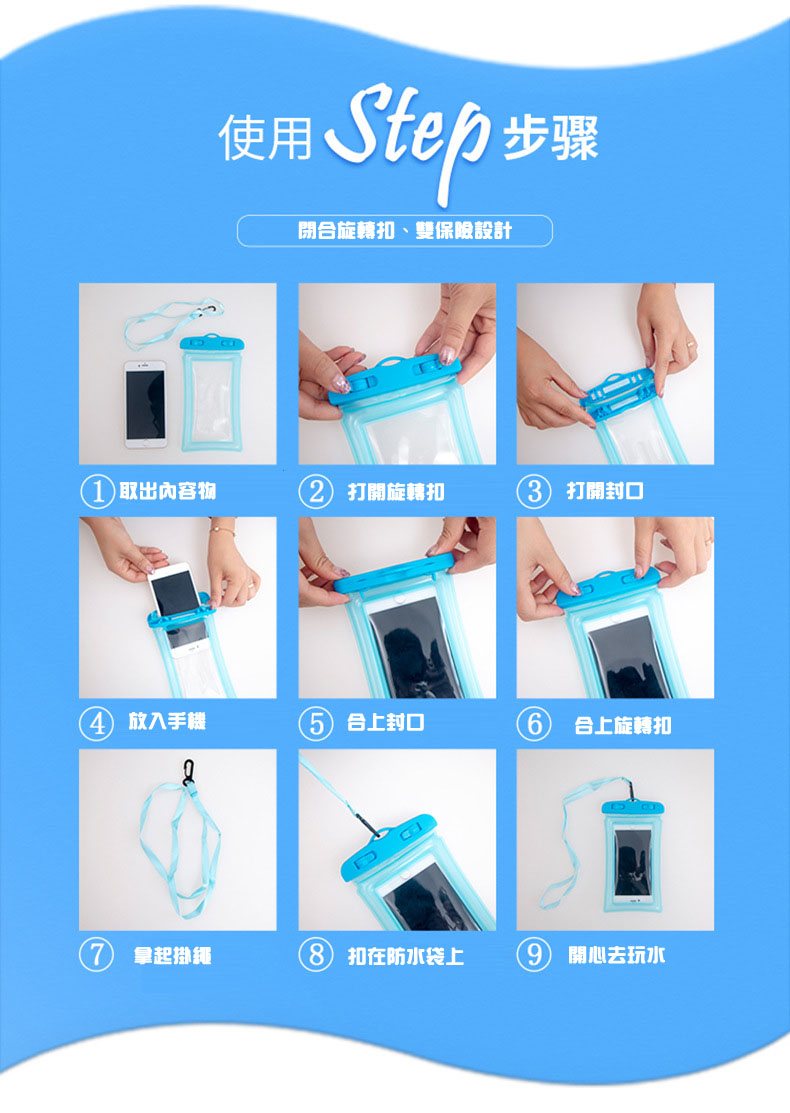 使用 Step 步骤
閉合旋轉扣、雙保險設計
① 取出內容物
② 打開旋轉扣
③ 打開封口
④ 放入手機
⑤ 合上封口
⑥ 合上旋轉扣
⑦ 拿起掛繩
⑧ 扣在防水袋上
⑨ 開心去玩水